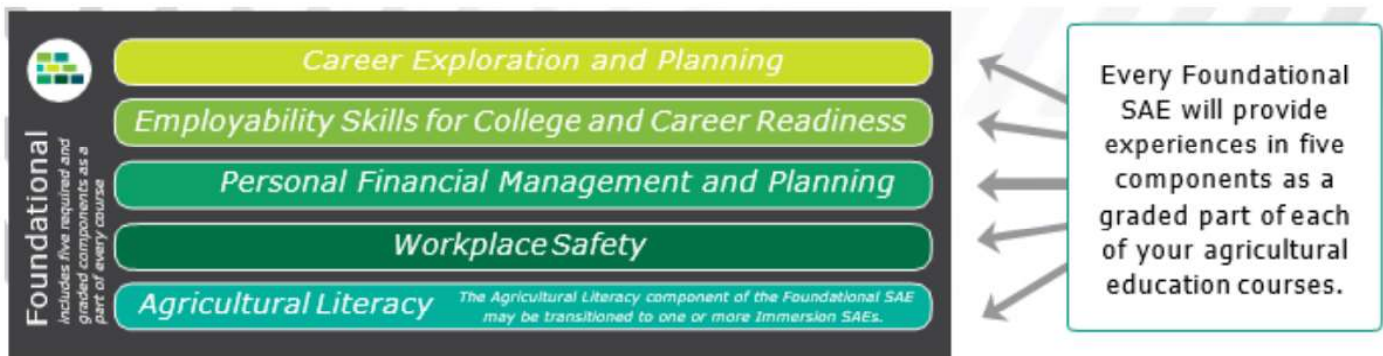 Foundational
includes five required and
graded components as a
part of every course
Career Exploration and Planning
Employability Skills for College and Career Readiness
Personal Financial Management and Planning
Workplace Safety
Agricultural Literacy
The Agricultural Literacy component of the Foundational SAE
may be transitioned to one or more Immersion SAEs.
Every Foundational
SAE will provide
experiences in five
components as a
graded part of each
of your agricultural
education courses.